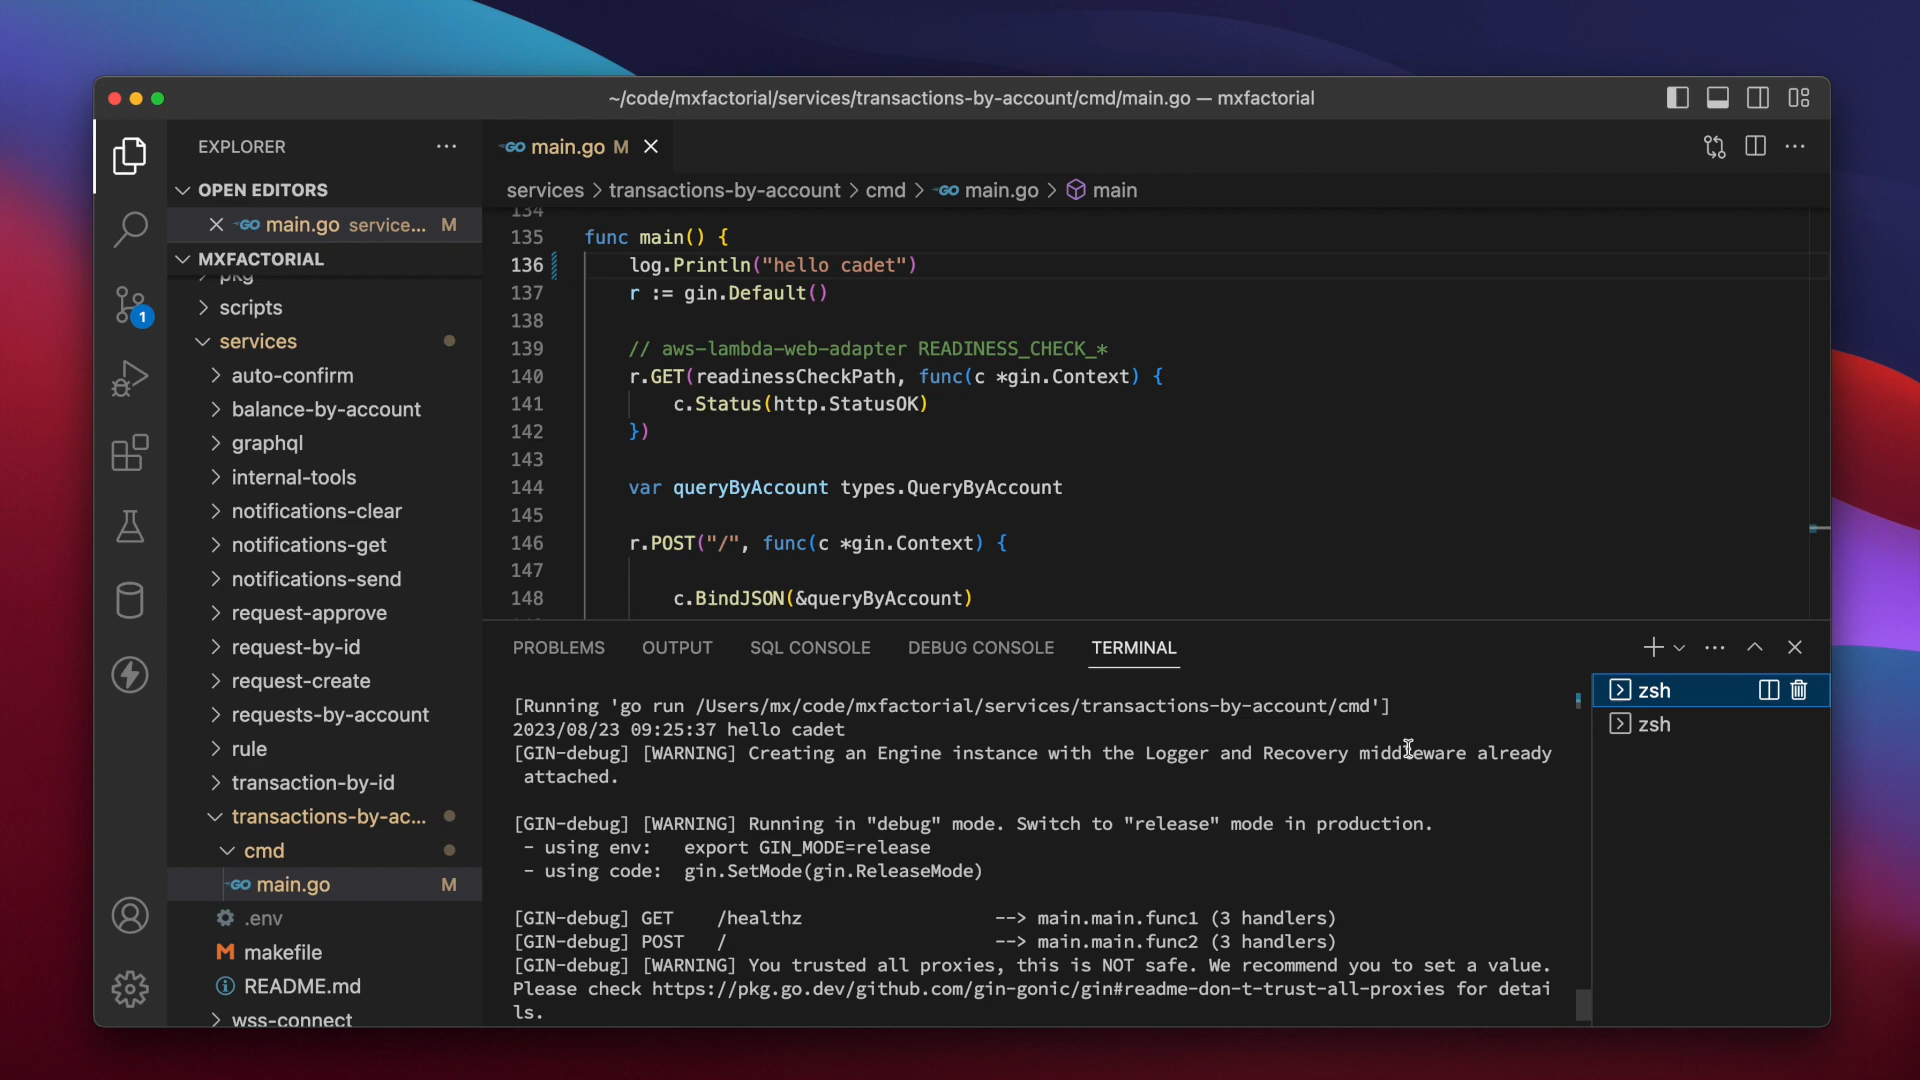 ~/code/mxfactorial/services/transactions-by-account/cmd/main.go — mxfactorial
EXPLORER
OPEN EDITORS
main.go service... M
MXFACTORIAL
pkg
scripts
services
auto-confirm
balance-by-account
graphql
internal-tools
notifications-clear
notifications-get
notifications-send
request-approve
request-by-id
request-create
requests-by-account
rule
transaction-by-id
transactions-by-ac...
cmd
GO main.go M
.env
M makefile
README.md
wss-connect
1
GO main.go M
services > transactions-by-account > cmd > GO main.go > main
134
135 func main() {
136 log.Println("hello cadet")
137 r := gin.Default()
138
139 // aws-lambda-web-adapter READINESS_CHECK_*
140 r.GET(readinessCheckPath, func(c *gin.Context) {
141 c.Status(http.StatusOK)
142 })
143
144 var queryByAccount types.QueryByAccount
145
146 r.POST("/", func(c *gin.Context) {
147
148 c.BindJSON(&queryByAccount)
PROBLEMS OUTPUT SQL CONSOLE DEBUG CONSOLE TERMINAL
[Running 'go run /Users/mx/code/mxfactorial/services/transactions-by-account/cmd']
2023/08/23 09:25:37 hello cadet
[GIN-debug] [WARNING] Creating an Engine instance with the Logger and Recovery middleware already
attached.
[GIN-debug] [WARNING] Running in "debug" mode. Switch to "release" mode in production.
- using env: export GIN_MODE=release
- using code: gin.SetMode(gin.ReleaseMode)
[GIN-debug] GET /healthz --> main.main.func1 (3 handlers)
[GIN-debug] POST / --> main.main.func2 (3 handlers)
[GIN-debug] [WARNING] You trusted all proxies, this is NOT safe. We recommend you to set a value.
Please check https://pkg.go.dev/github.com/gin-gonic/gin#readme-don-t-trust-all-proxies for detai
ls.
zsh
zsh